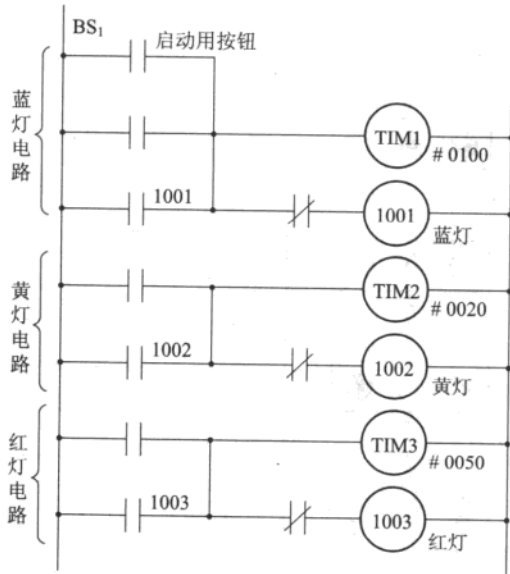 BS₁
启动用按钮
蓝灯电路
TIM1
# 0100
1001
1001
蓝灯
黄灯电路
TIM2
# 0020
1002
1002
黄灯
红灯电路
TIM3
# 0050
1003
1003
红灯